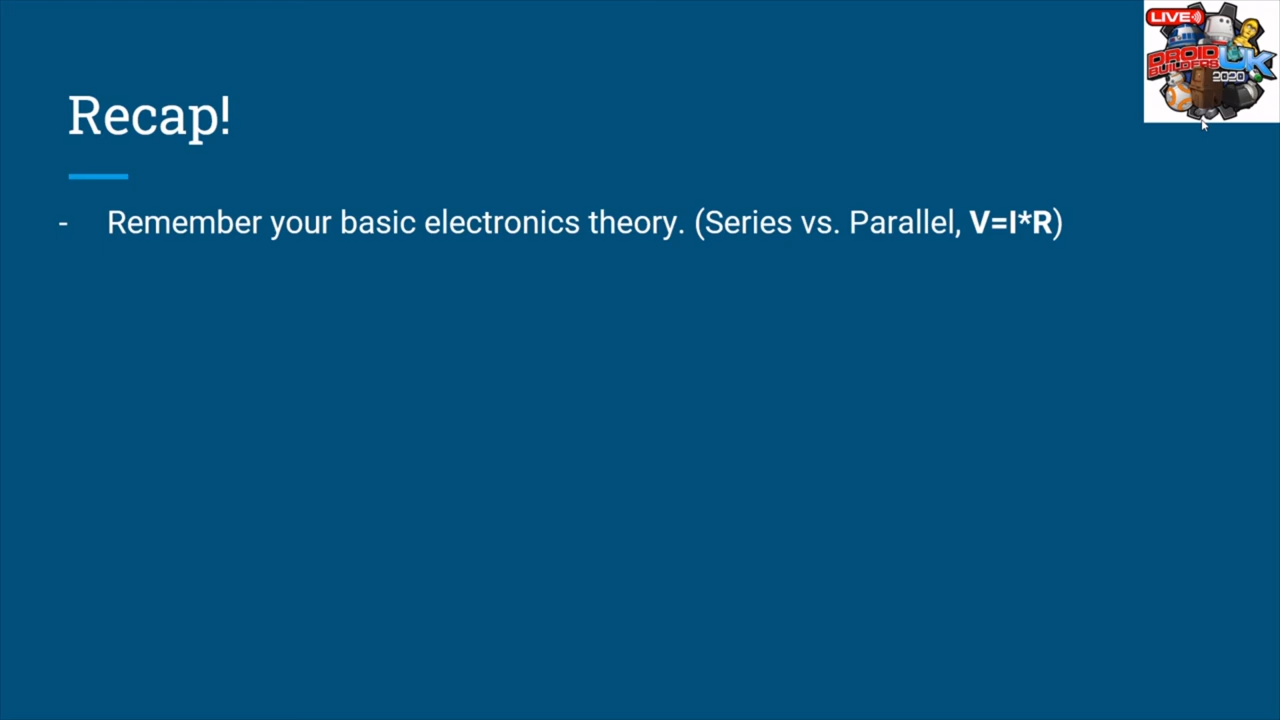 LIVE
DROID
BUILDERS UK
2020
Recap!
- Remember your basic electronics theory. (Series vs. Parallel, V=I*R)